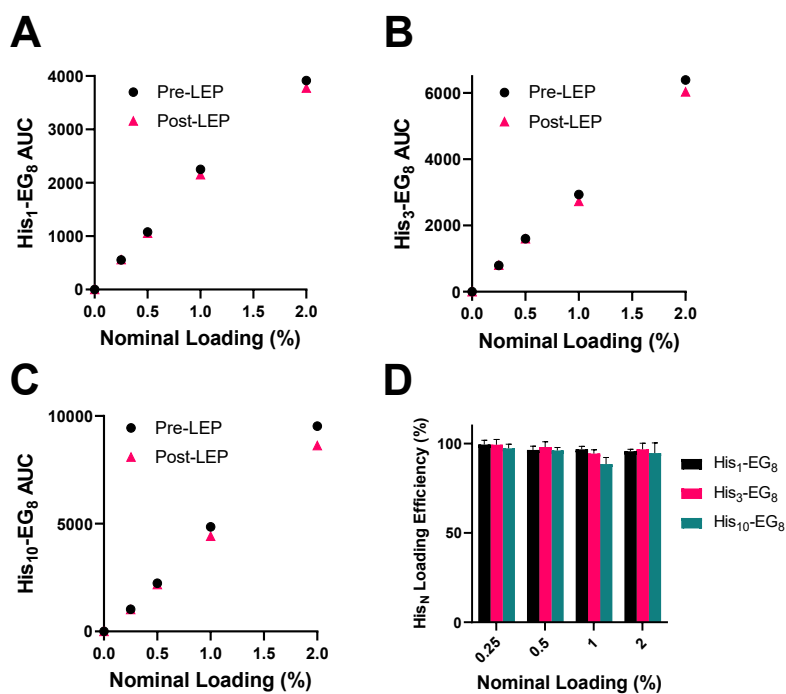 A
His₁-EG₈ AUC
4000
3000
2000
1000
0
Pre-LEP
Post-LEP
0.0 0.5 1.0 1.5 2.0
Nominal Loading (%)
B
His₃-EG₈ AUC
6000
4000
2000
0
Pre-LEP
Post-LEP
0.0 0.5 1.0 1.5 2.0
Nominal Loading (%)
C
His₁₀-EG₈ AUC
10000
5000
0
Pre-LEP
Post-LEP
0.0 0.5 1.0 1.5 2.0
Nominal Loading (%)
D
His_N Loading Efficiency (%)
100
50
0
His₁-EG₈
His₃-EG₈
His₁₀-EG₈
0.25 0.5 1 2
Nominal Loading (%)